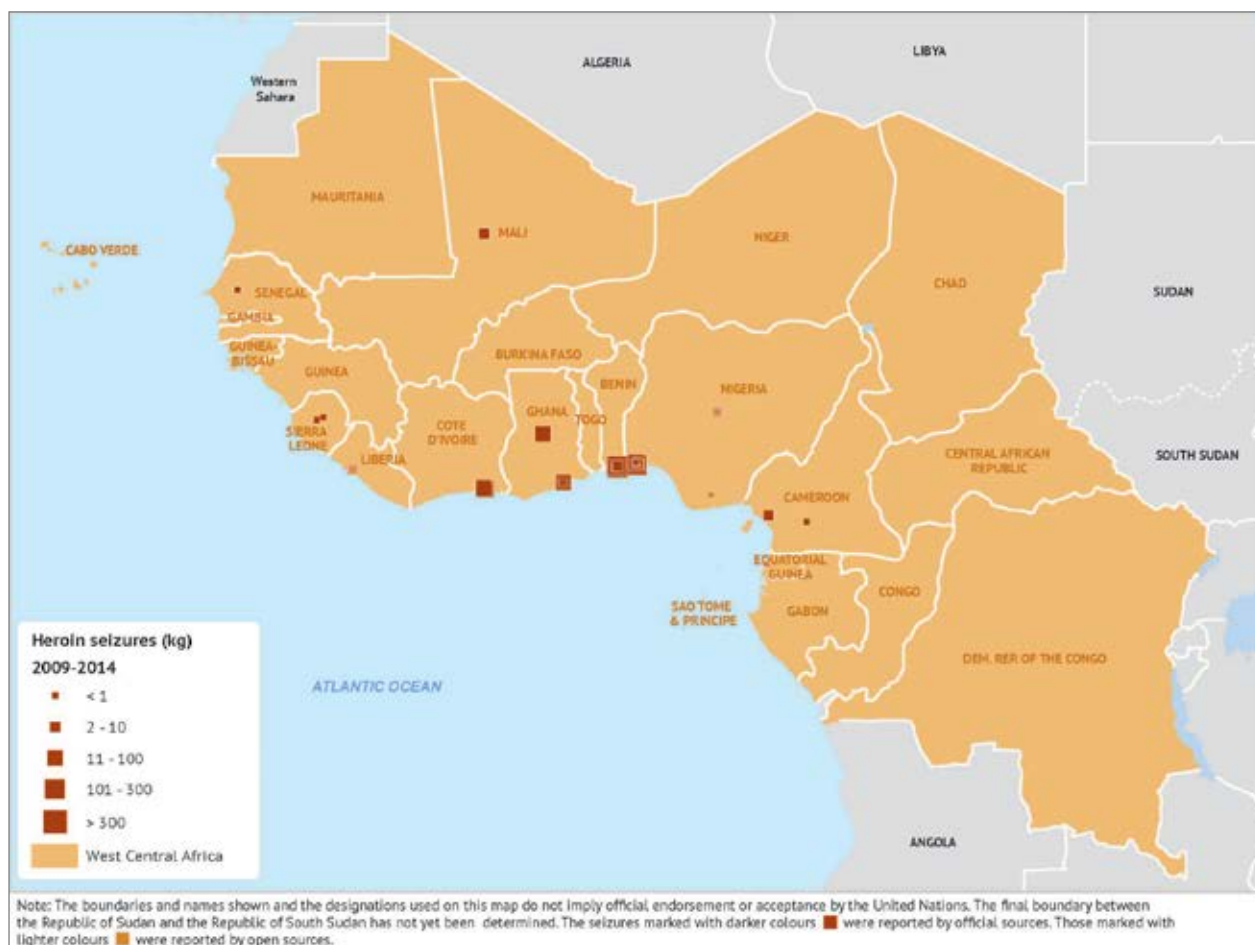 LIBYA
ALGERIA
Western
Sahara
MAURITANIA
MALI
NIGER
CABO VERDE
CHAD
SUDAN
SENEGAL
GAMBIA
GUINEA-
BISSAU
GUINEA
BURKINA FASO
BENIN
NIGERIA
GHANA
TOGO
COTE
D'IVOIRE
SIERRA
LEONE
LIBERIA
CENTRAL AFRICAN
REPUBLIC
SOUTH SUDAN
CAMEROON
EQUATORIAL
GUINEA
CONGO
SAO TOME
& PRINCIPE
GABON
DEM. REP. OF THE CONGO
ATLANTIC OCEAN
ANGOLA
Heroin seizures (kg)
2009-2014
< 1
2 - 10
11 - 100
101 - 300
> 300
West Central Africa
Note: The boundaries and names shown and the designations used on this map do not imply official endorsement or acceptance by the United Nations. The final boundary between
the Republic of Sudan and the Republic of South Sudan has not yet been determined. The seizures marked with darker colours were reported by official sources. Those marked with
lighter colours were reported by open sources.